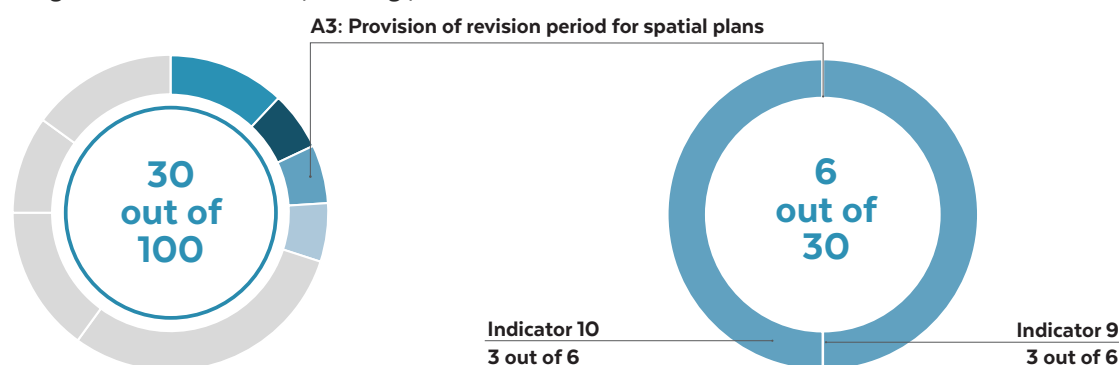 A3: Provision of revision period for spatial plans
30
out of
100
6
out of
30
Indicator 10
3 out of 6
Indicator 9
3 out of 6